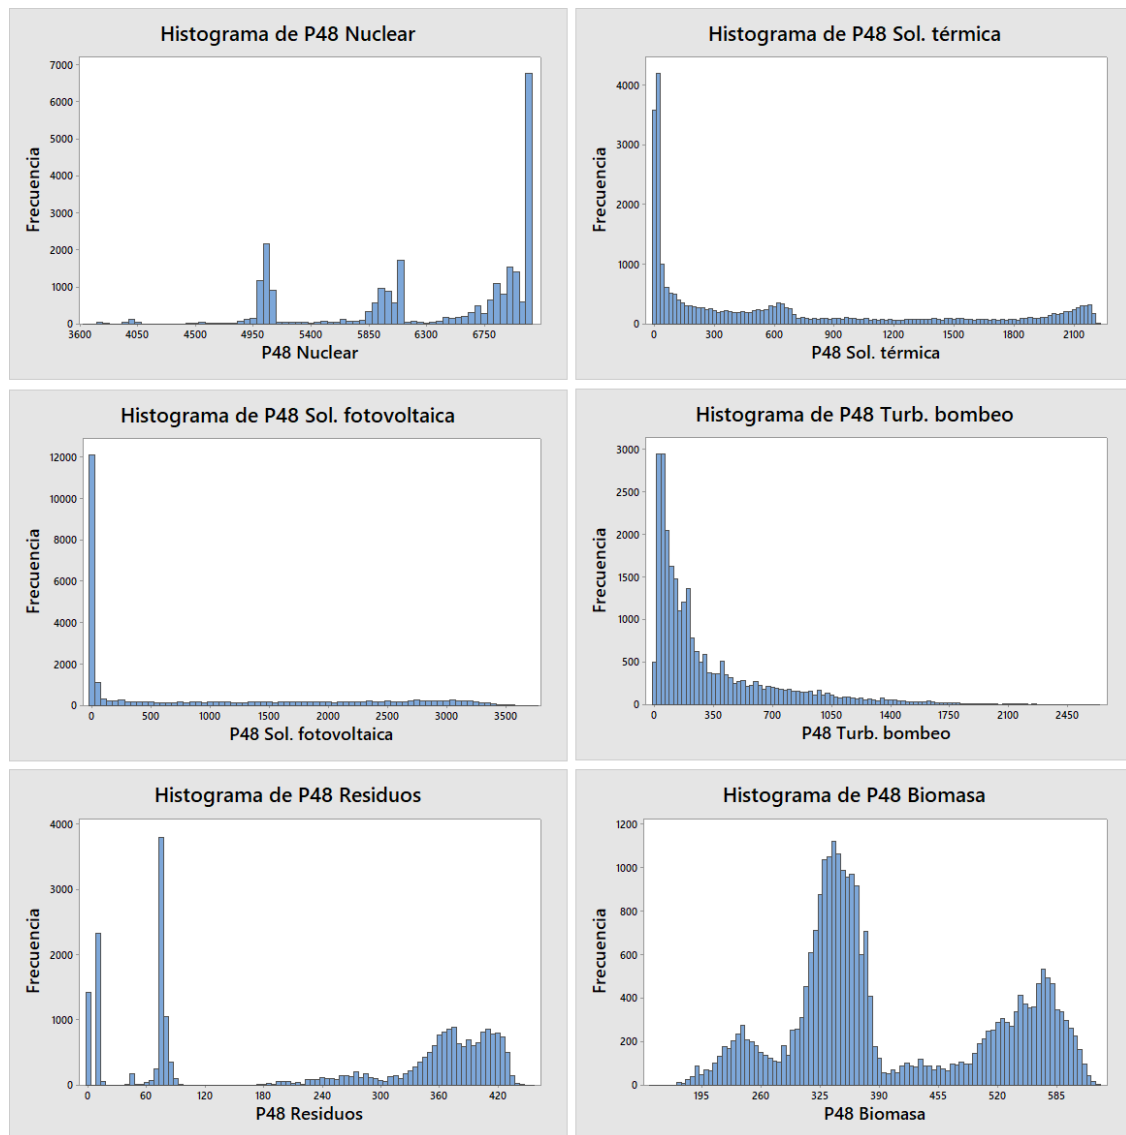 Histograma de P48 Nuclear
Frecuencia
7000
6000
5000
4000
3000
2000
1000
0
3600 4050 4500 4950 5400 5850 6300 6750
P48 Nuclear
Histograma de P48 Sol. térmica
Frecuencia
4000
3000
2000
1000
0
0 300 600 900 1200 1500 1800 2100
P48 Sol. térmica
Histograma de P48 Sol. fotovoltaica
Frecuencia
12000
10000
8000
6000
4000
2000
0
0 500 1000 1500 2000 2500 3000 3500
P48 Sol. fotovoltaica
Histograma de P48 Turb. bombeo
Frecuencia
3000
2500
2000
1500
1000
500
0
0 350 700 1050 1400 1750 2100 2450
P48 Turb. bombeo
Histograma de P48 Residuos
Frecuencia
4000
3000
2000
1000
0
0 60 120 180 240 300 360 420
P48 Residuos
Histograma de P48 Biomasa
Frecuencia
1200
1000
800
600
400
200
0
195 260 325 390 455 520 585
P48 Biomasa